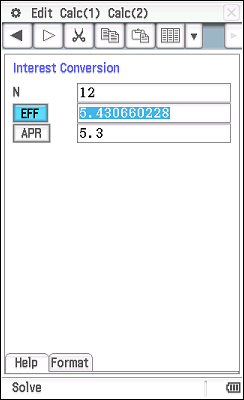 Edit Calc(1) Calc(2)
Interest Conversion
N 12
EFF 5.430660228
APR 5.3
Help Format
Solve